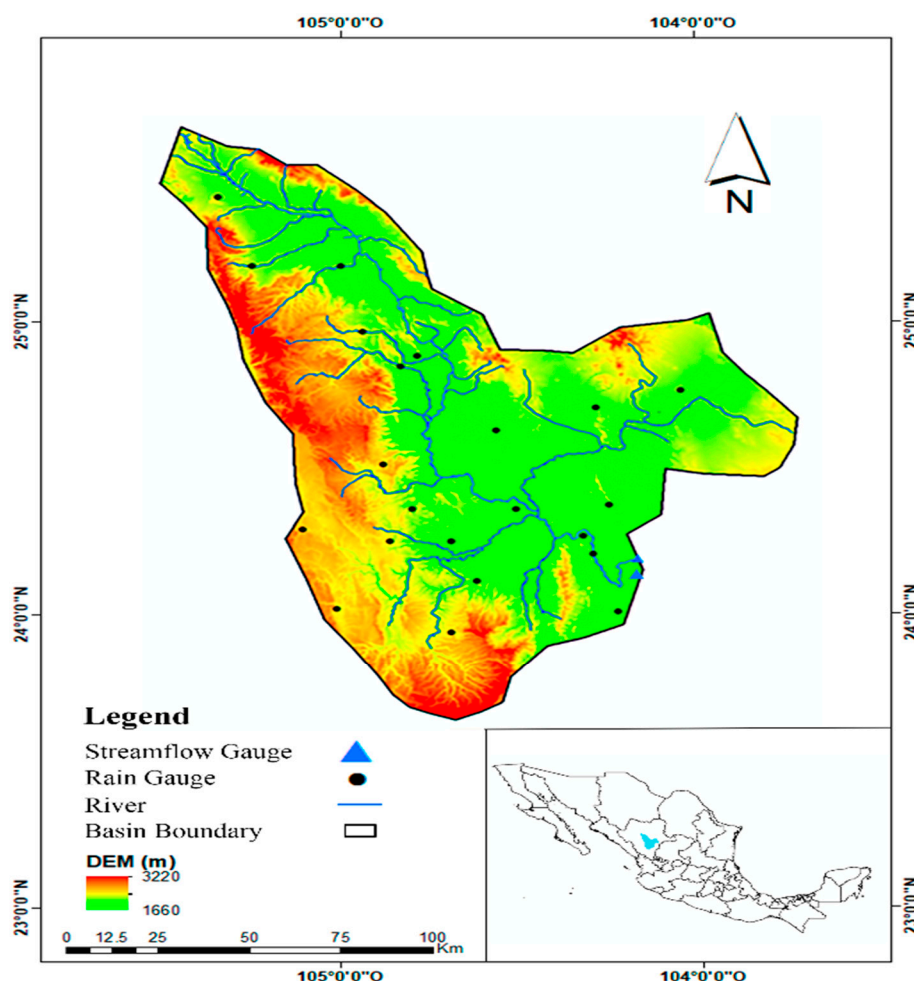 105°0'0"O 104°0'0"O
N
25°0'0"N 25°0'0"N
24°0'0"N 24°0'0"N
Legend
Streamflow Gauge
Rain Gauge
River
Basin Boundary
DEM (m)
3220
1660
23°0'0"N 23°0'0"N
0 12.5 25 50 75 100
Km
105°0'0"O 104°0'0"O